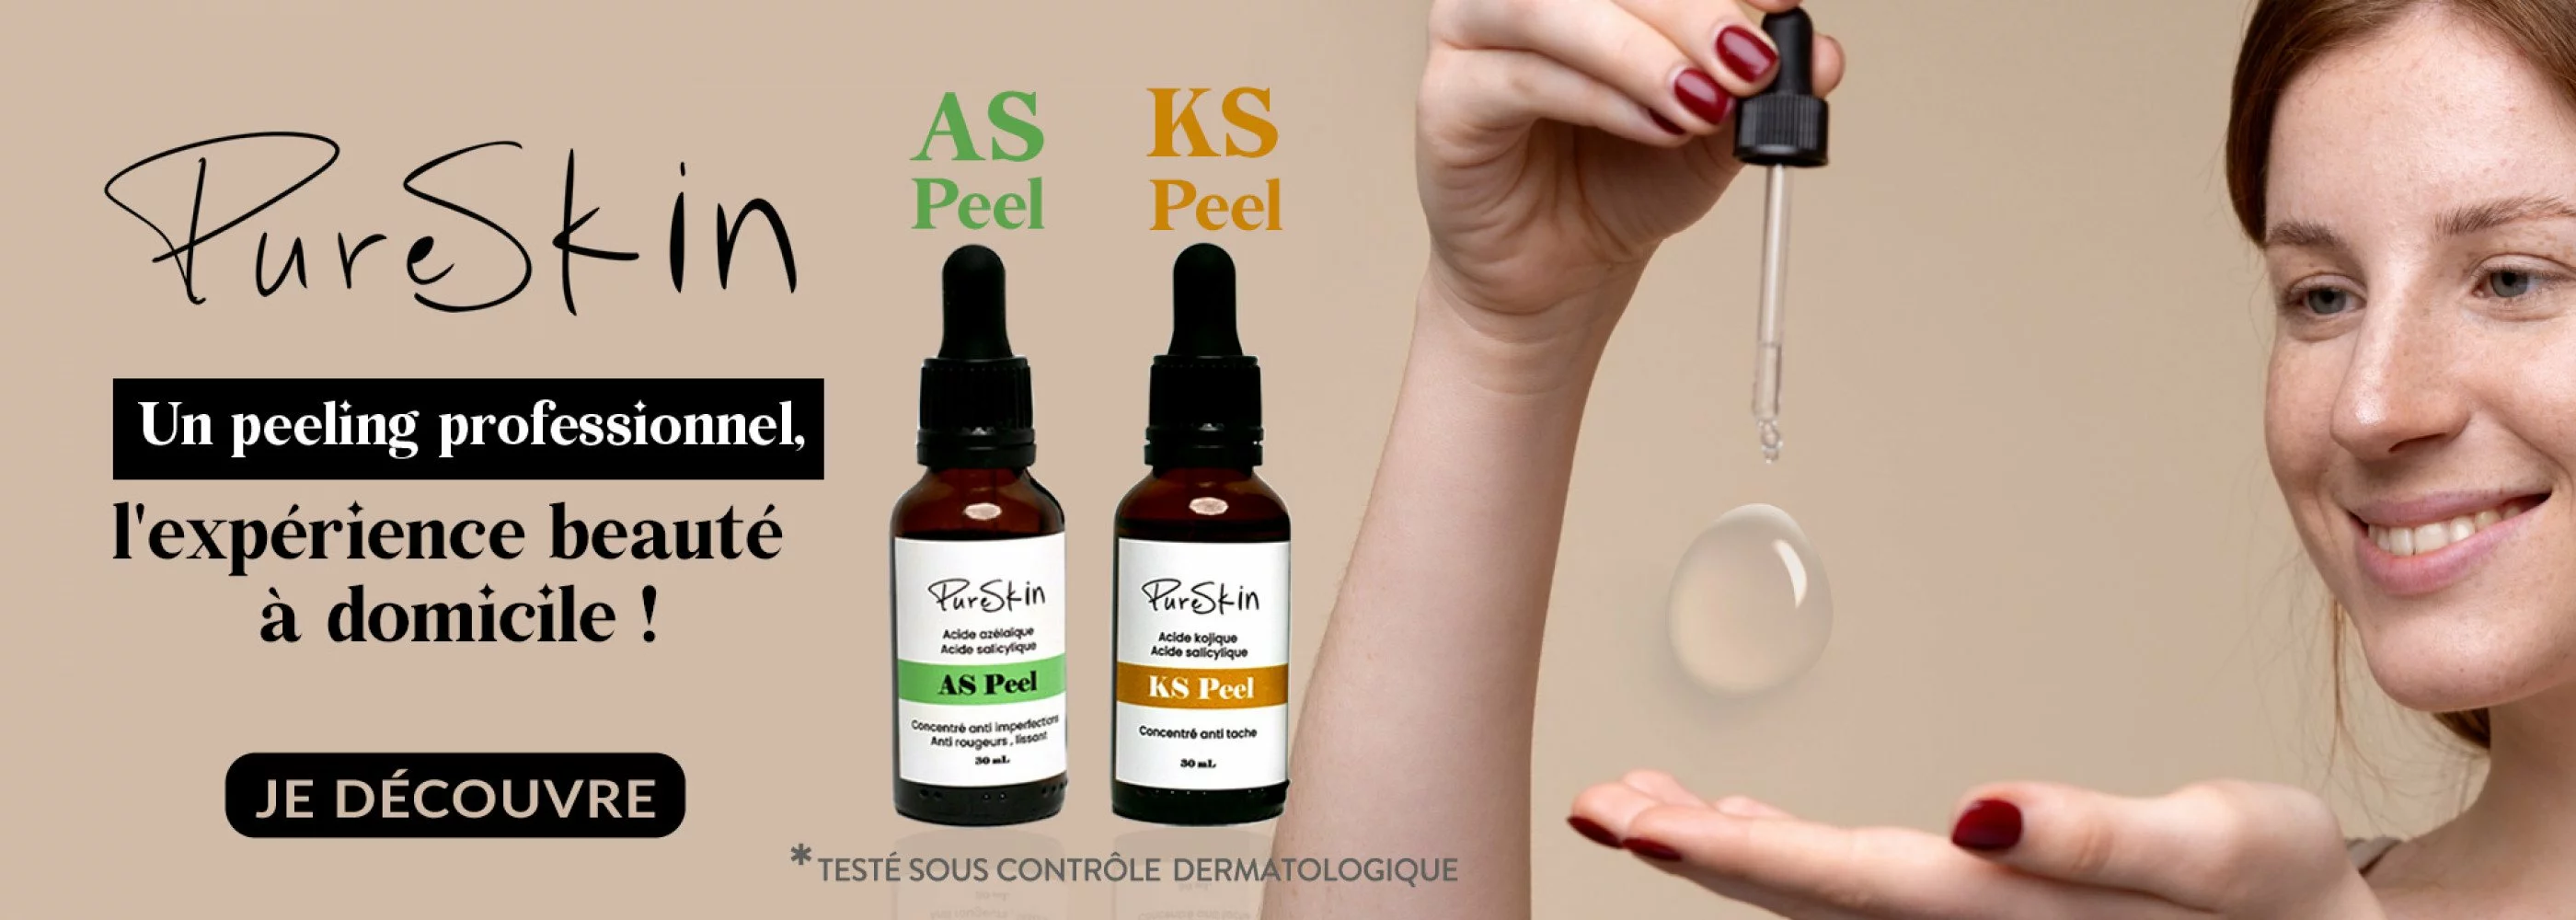 PureSkin
Un peeling professionnel,
l'expérience beauté
à domicile !
JE DÉCOUVRE
AS
Peel
KS
Peel
PureSkin
Acide azélaïque
Acide salicylique
AS Peel
Concentré anti imperfections
Anti rougeurs , lissant
30 mL
PureSkin
Acide kojique
Acide salicylique
KS Peel
Concentré anti tache
30 mL
*TESTÉ SOUS CONTRÔLE DERMATOLOGIQUE